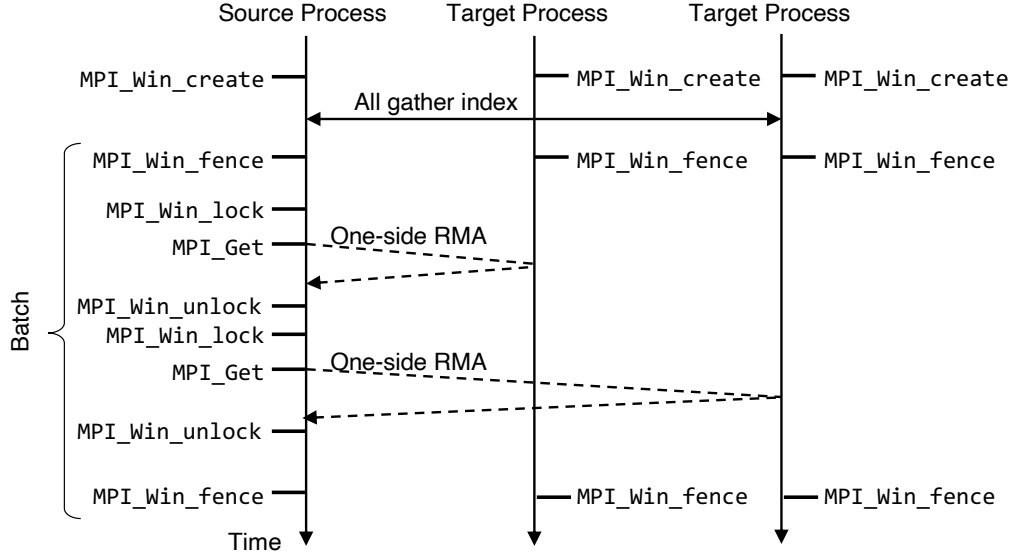 Source Process Target Process Target Process
MPI_Win_create MPI_Win_create MPI_Win_create
All gather index
MPI_Win_fence MPI_Win_fence MPI_Win_fence
MPI_Win_lock
One-side RMA
MPI_Get
MPI_Win_unlock
Batch
MPI_Win_lock
One-side RMA
MPI_Get
MPI_Win_unlock
MPI_Win_fence MPI_Win_fence MPI_Win_fence
Time